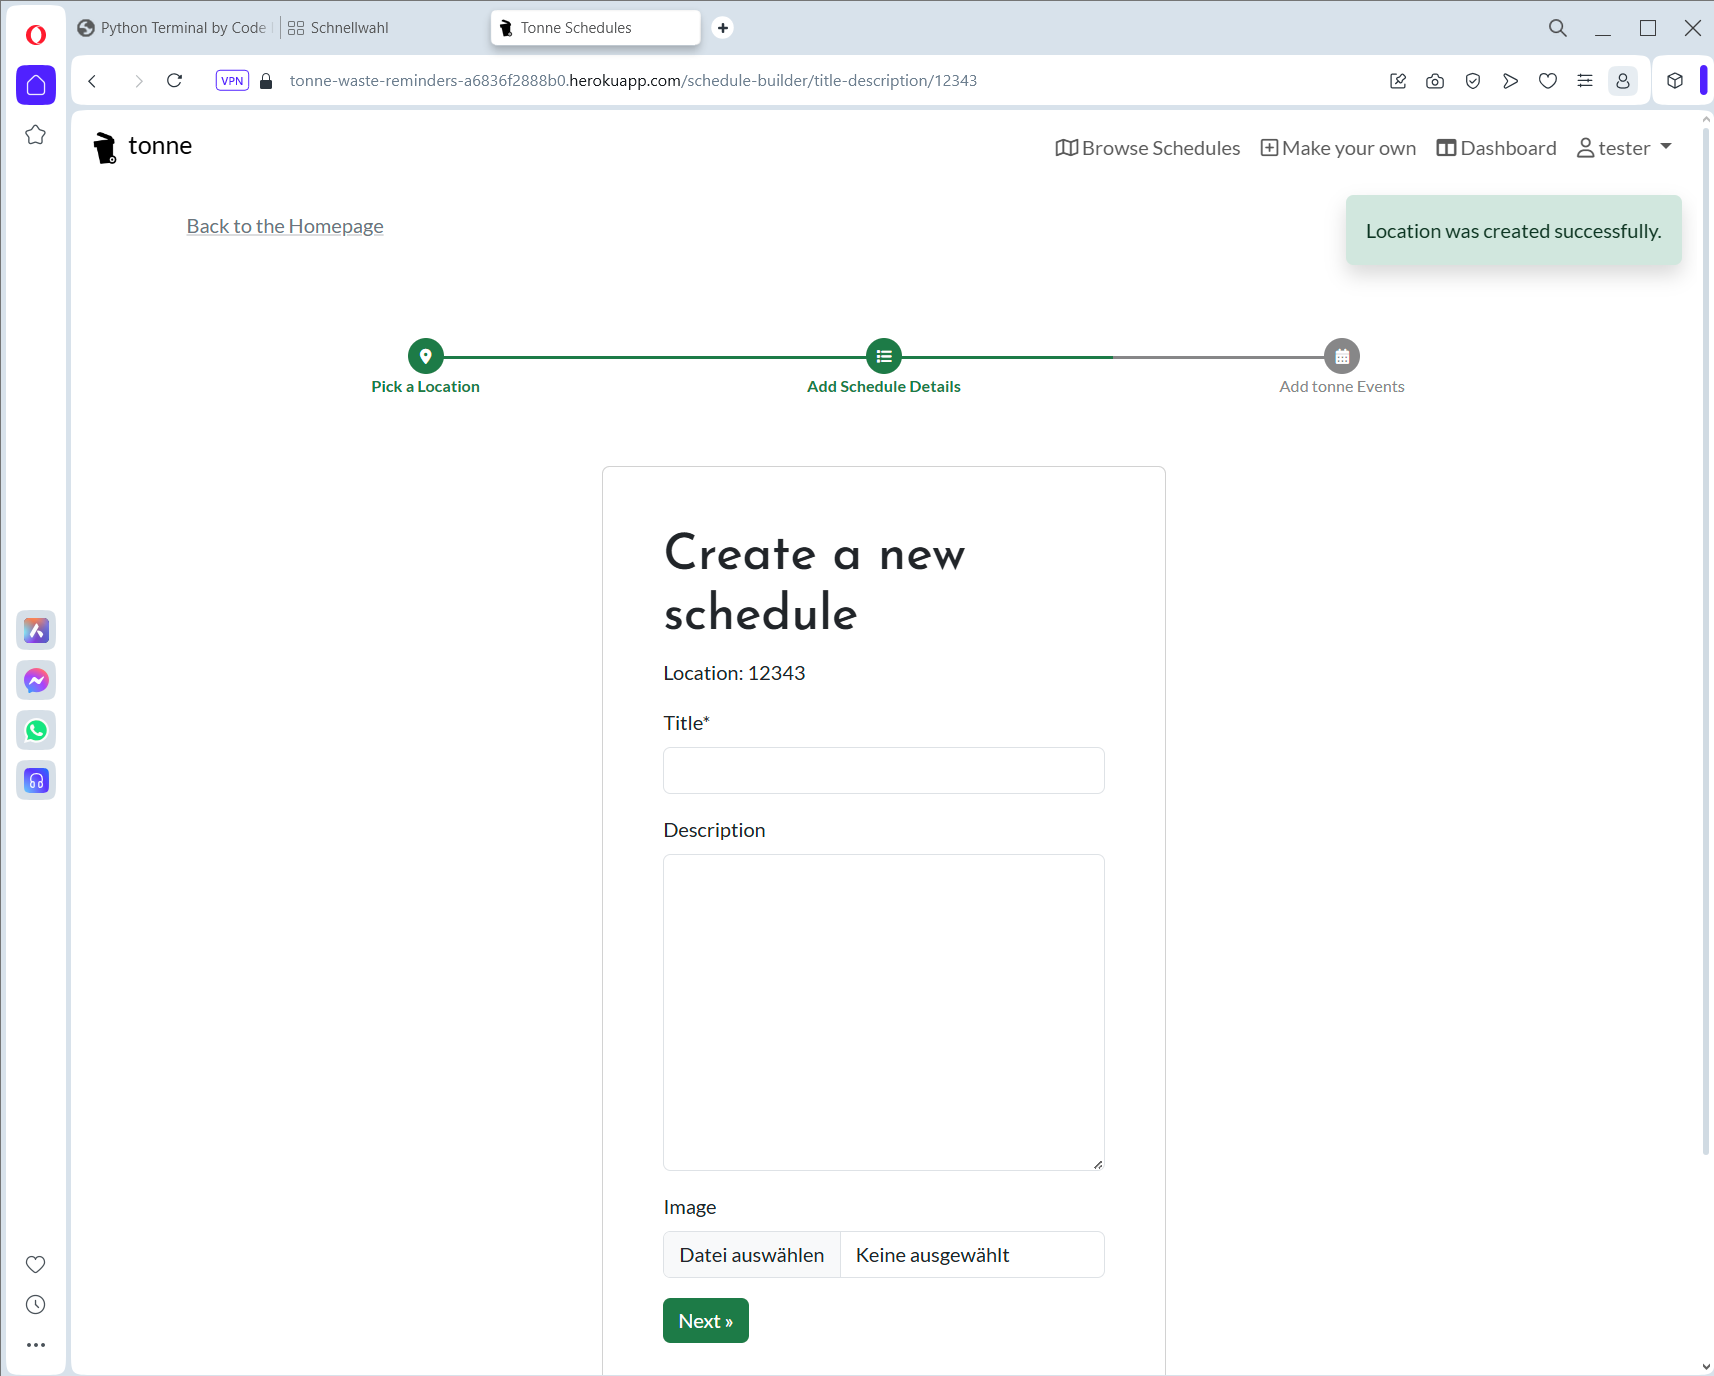 Python Terminal by Code
Schnellwahl
Tonne Schedules
VPN
tonne-waste-reminders-a6836f2888b0.herokuapp.com/schedule-builder/title-description/12343
tonne
Browse Schedules
Make your own
Dashboard
tester
Back to the Homepage
Location was created successfully.
Pick a Location
Add Schedule Details
Add tonne Events
Create a new
schedule
Location: 12343
Title*
Description
Image
Datei auswählen
Keine ausgewählt
Next »